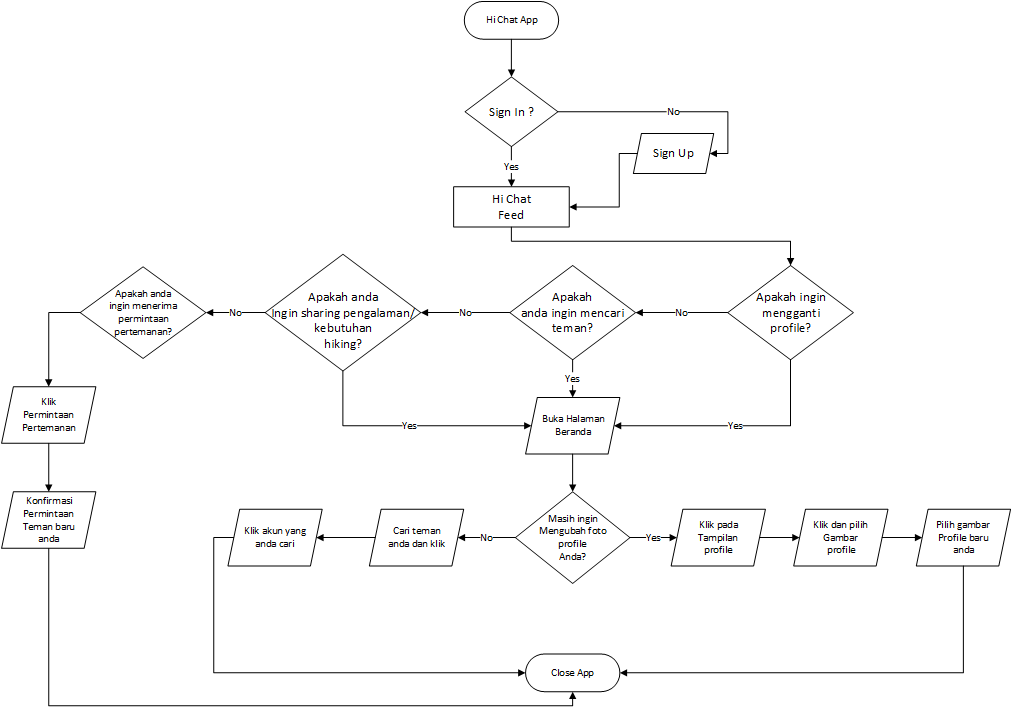 Hi Chat App
Sign In ?
No
Sign Up
Yes
Hi Chat
Feed
Apakah anda
ingin menerima
permintaan
pertemanan?
No
Apakah anda
Ingin sharing pengalaman/
kebutuhan
hiking?
No
Apakah
anda ingin mencari
teman?
No
Apakah ingin
mengganti
profile?
Yes
Klik
Permintaan
Pertemanan
Yes
Buka Halaman
Beranda
Yes
Konfirmasi
Permintaan
Teman baru
anda
Klik akun yang
anda cari
Cari teman
anda dan klik
No
Masih ingin
Mengubah foto
profile
Anda?
Yes
Klik pada
Tampilan
profile
Klik dan pilih
Gambar
profile
Pilih gambar
Profile baru
anda
Close App